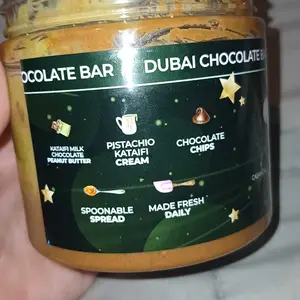 OCOLATE BAR
DUBAI CHOCOLATE B
KATAIFI MILK
CHOCOLATE
PEANUT BUTTER
PISTACHIO
KATAIFI
CREAM
CHOCOLATE
CHIPS
SPOONABLE
SPREAD
MADE FRESH
DAILY